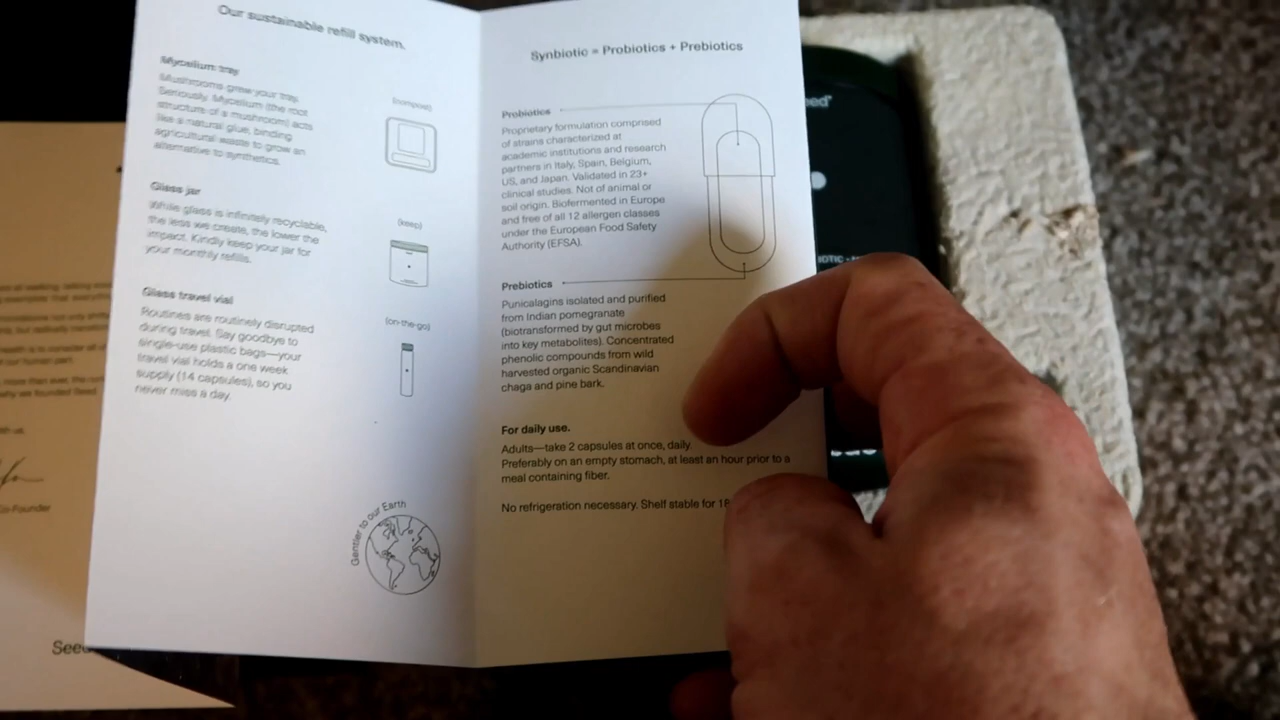 Our sustainable refill system.
Mycelium tray
Mushrooms grow your tray.
Seriously. Mycelium (the root
structure of a mushroom) acts
like a natural glue, binding
agricultural waste to grow an
alternative to synthetics.
(compost)
Glass jar
While glass is infinitely recyclable,
the less we create, the lower the
impact. Kindly keep your jar for
your monthly refills.
(keep)
Glass travel vial
Routines are routinely disrupted
during travel. Say goodbye to
single-use plastic bags—your
travel vial holds a one week
supply (14 capsules), so you
never miss a day.
(on-the-go)
Gentler to our Earth
Synbiotic = Probiotics + Prebiotics
Probiotics
Proprietary formulation comprised
of strains characterized at
academic institutions and research
partners in Italy, Spain, Belgium,
US, and Japan. Validated in 23+
clinical studies. Not of animal or
soil origin. Biofermented in Europe
and free of all 12 allergen classes
under the European Food Safety
Authority (EFSA).
Prebiotics
Punicalagins isolated and purified
from Indian pomegranate
(biotransformed by gut microbes
into key metabolites). Concentrated
phenolic compounds from wild
harvested organic Scandinavian
chaga and pine bark.
For daily use.
Adults—take 2 capsules at once, daily.
Preferably on an empty stomach, at least an hour prior to a
meal containing fiber.
No refrigeration necessary. Shelf stable for 18
eed
Co-Founder
Seed